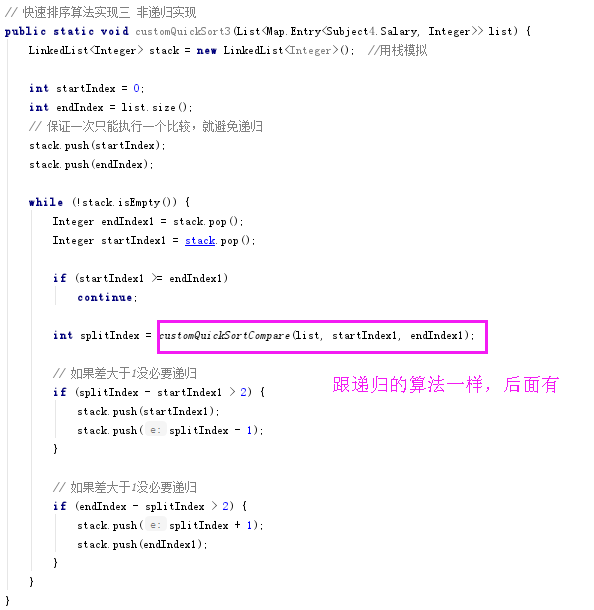 // 快速排序算法实现三 非递归实现
public static void customQuickSort3(List<Map.Entry<Subject4.Salary, Integer>> list) {
LinkedList<Integer> stack = new LinkedList<Integer>();  //用栈模拟
int startIndex = 0;
int endIndex = list.size();
// 保证一次只能执行一个比较，就避免递归
stack.push(startIndex);
stack.push(endIndex);
while (!stack.isEmpty()) {
Integer endIndex1 = stack.pop();
Integer startIndex1 = stack.pop();
if (startIndex1 >= endIndex1)
continue;
int splitIndex = customQuickSortCompare(list, startIndex1, endIndex1);
// 如果差大于1没必要递归
跟递归的算法一样，后面有
if (splitIndex - startIndex1 > 2) {
stack.push(startIndex1);
stack.push( e: splitIndex - 1);
}
// 如果差大于1没必要递归
if (endIndex - splitIndex > 2) {
stack.push( e: splitIndex + 1);
stack.push(endIndex1);
}
}
}